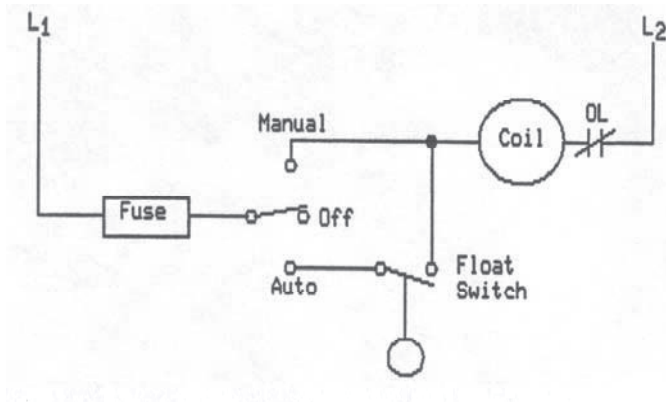 L1
L2
OL
Manual
Coil
Fuse
Off
Float
Switch
Auto